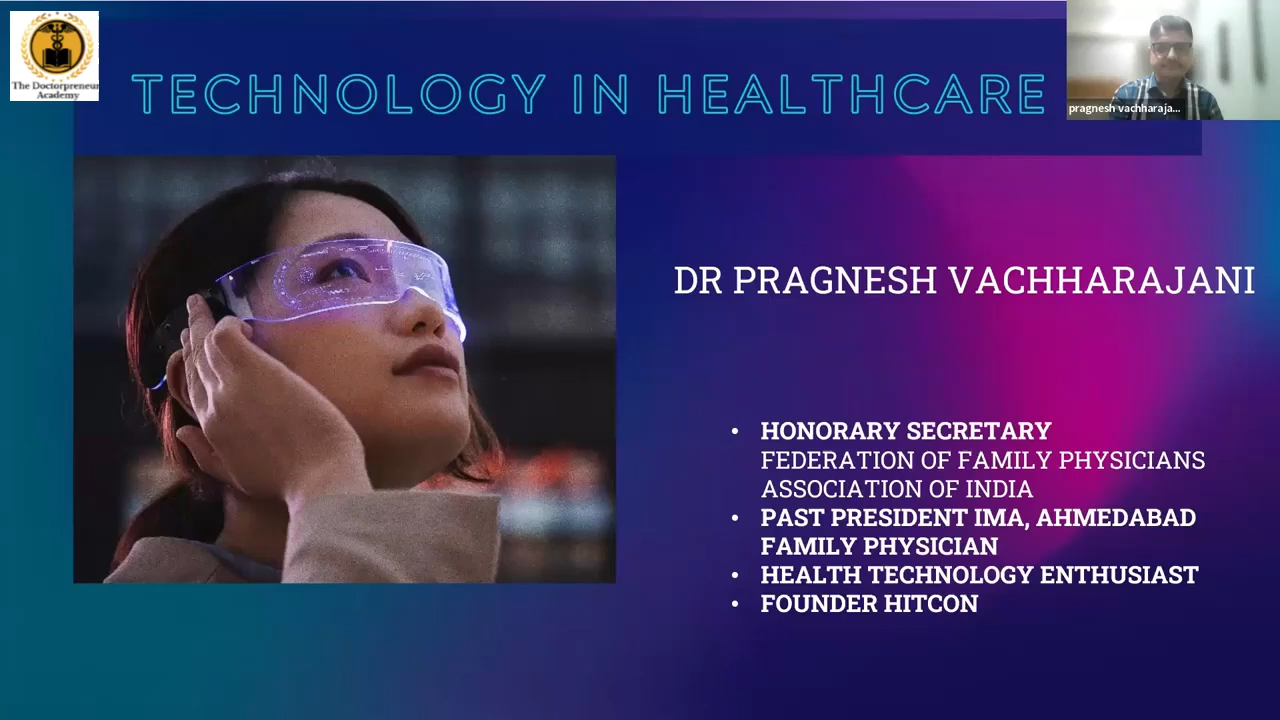 The Doctorpreneur
Academy
TECHNOLOGY IN HEALTHCARE
pragnesh vachharaja...
DR PRAGNESH VACHHARAJANI
• HONORARY SECRETARY
FEDERATION OF FAMILY PHYSICIANS
ASSOCIATION OF INDIA
• PAST PRESIDENT IMA, AHMEDABAD
FAMILY PHYSICIAN
• HEALTH TECHNOLOGY ENTHUSIAST
• FOUNDER HITCON